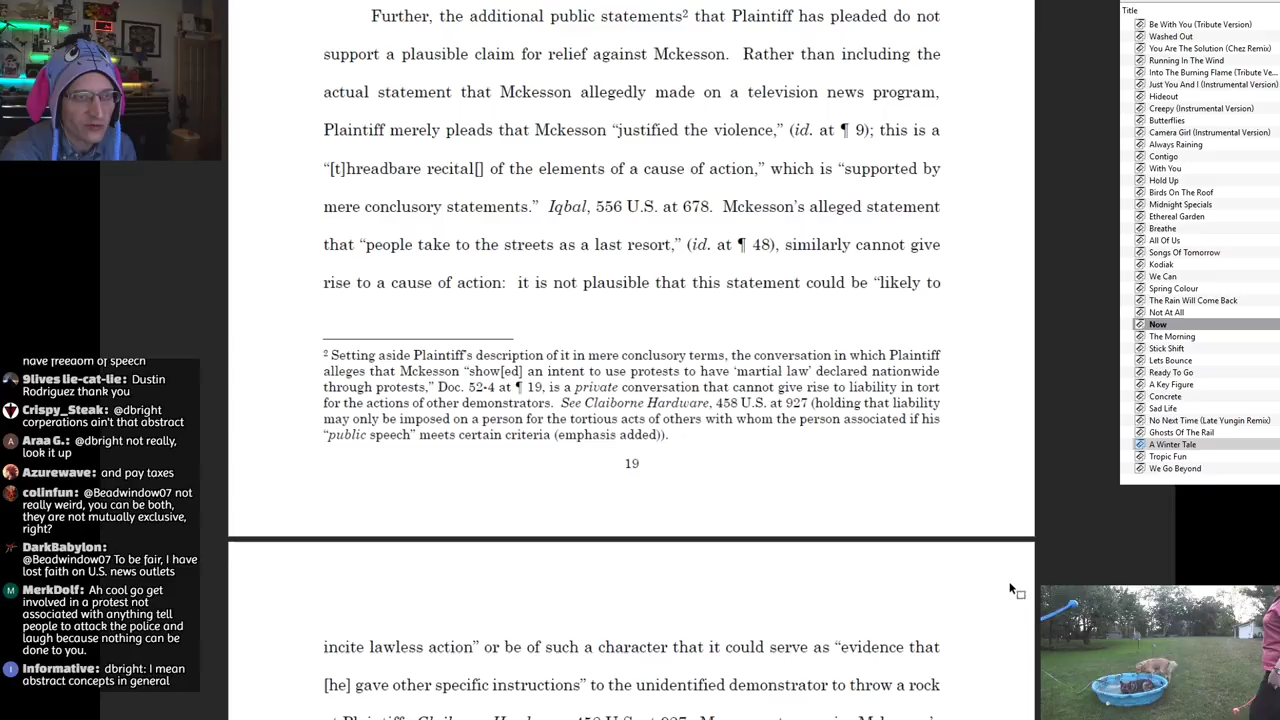 Further, the additional public statements² that Plaintiff has pleaded do not
support a plausible claim for relief against Mckesson. Rather than including the
actual statement that Mckesson allegedly made on a television news program,
Plaintiff merely pleads that Mckesson “justified the violence,” (id. at ¶ 9); this is a
“[t]hreadbare recital[] of the elements of a cause of action,” which is “supported by
mere conclusory statements.” Iqbal, 556 U.S. at 678. Mckesson’s alleged statement
that “people take to the streets as a last resort,” (id. at ¶ 48), similarly cannot give
rise to a cause of action: it is not plausible that this statement could be “likely to
² Setting aside Plaintiff’s description of it in mere conclusory terms, the conversation in which Plaintiff
alleges that Mckesson “show[ed] an intent to use protests to have ‘martial law’ declared nationwide
through protests,” Doc. 52-4 at ¶ 19, is a private conversation that cannot give rise to liability in tort
for the actions of other demonstrators. See Claiborne Hardware, 458 U.S. at 927 (holding that liability
may only be imposed on a person for the tortious acts of others with whom the person associated if his
“public speech” meets certain criteria (emphasis added)).
19
incite lawless action” or be of such a character that it could serve as “evidence that
[he] gave other specific instructions” to the unidentified demonstrator to throw a rock
have freedom of speech
9lives lie-cat-lie: Dustin
Rodriguez thank you
Crispy_Steak: @dbright
corperations ain't that abstract
Araa G.: @dbright not really,
look it up
Azurewave: and pay taxes
colinfun: @Beadwindow07 not
really weird, you can be both,
they are not mutually exclusive,
right?
DarkBabylon:
@Beadwindow07 To be fair, I have
lost faith on U.S. news outlets
MerkDolf: Ah cool go get
involved in a protest not
associated with anything tell
people to attack the police and
laugh because nothing can be
done to you.
Informative: dbright: I mean
abstract concepts in general
Title
Be With You (Tribute Version)
Washed Out
You Are The Solution (Chez Remix)
Running In The Wind
Into The Burning Flame (Tribute Ve...
Just You And I (Instrumental Version)
Hideout
Creepy (Instrumental Version)
Butterflies
Camera Girl (Instrumental Version)
Always Raining
Contigo
With You
Hold Up
Birds On The Roof
Midnight Specials
Ethereal Garden
Breathe
All Of Us
Songs Of Tomorrow
Kodiak
We Can
Spring Colour
The Rain Will Come Back
Not At All
Now
The Morning
Stick Shift
Lets Bounce
Ready To Go
A Key Figure
Concrete
Sad Life
No Next Time (Late Yungin Remix)
Ghosts Of The Rail
A Winter Tale
Tropic Fun
We Go Beyond